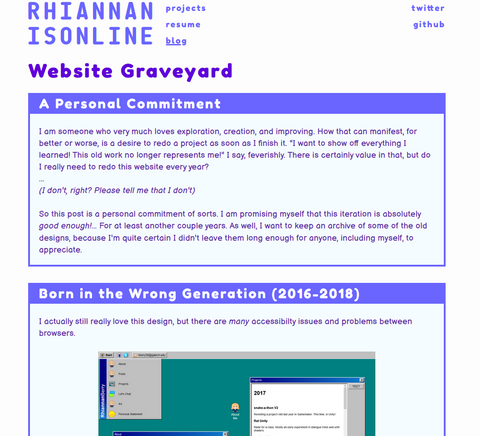 RHIANNAN
ISONLINE
projects
resume
blog
twitter
github
Website Graveyard
A Personal Commitment
I am someone who very much loves exploration, creation, and improving. How that can manifest, for
better or worse, is a desire to redo a project as soon as I finish it. "I want to show off everything I
learned! This old work no longer represents me!" I say, feverishly. There is certainly value in that, but do
I really need to redo this website every year?
...
(I don't, right? Please tell me that I don't)
So this post is a personal commitment of sorts. I am promising myself that this iteration is absolutely
good enough!... For at least another couple years. As well, I want to keep an archive of some of the old
designs, because I'm quite certain I didn't leave them long enough for anyone, including myself, to
appreciate.
Born in the Wrong Generation (2016-2018)
I actually still really love this design, but there are many accessibilty issues and problems between
browsers.
Projects
2017